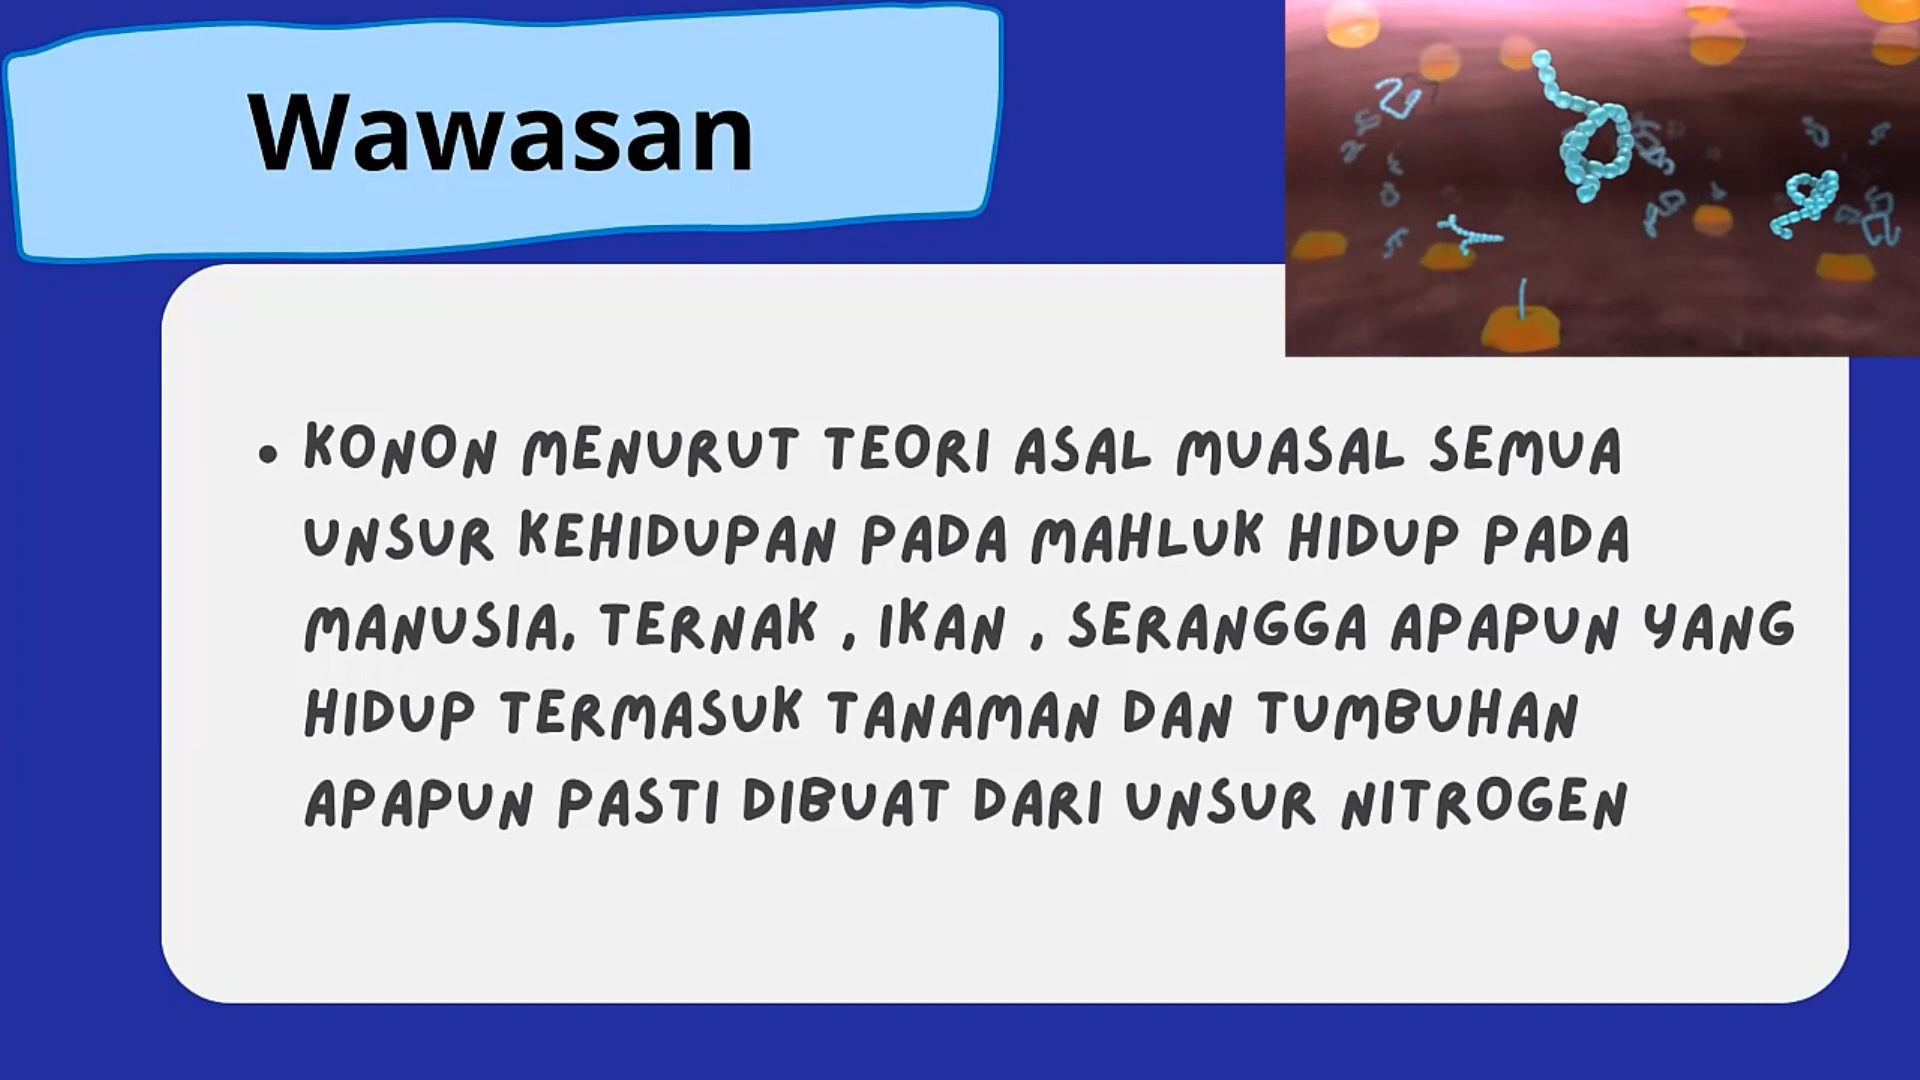 Wawasan
• KONON MENURUT TEORI ASAL MUASAL SEMUA
UNSUR KEHIDUPAN PADA MAHLUK HIDUP PADA
MANUSIA, TERNAK , IKAN , SERANGGA APAPUN YANG
HIDUP TERMASUK TANAMAN DAN TUMBUHAN
APAPUN PASTI DIBUAT DARI UNSUR NITROGEN